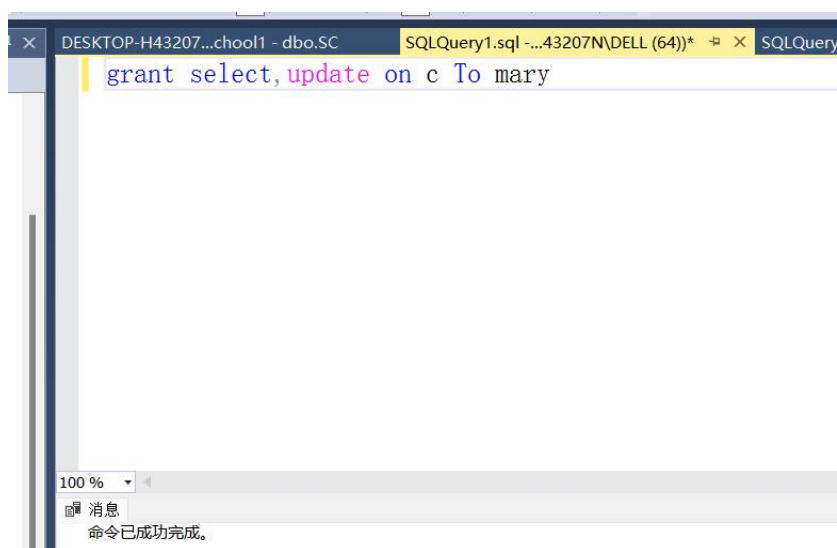 DESKTOP-H43207...chool1 - dbo.SC SQLQuery1.sql -...43207N\DELL (64))* SQLQuery
grant select,update on c To mary
100 %
消息
命令已成功完成。